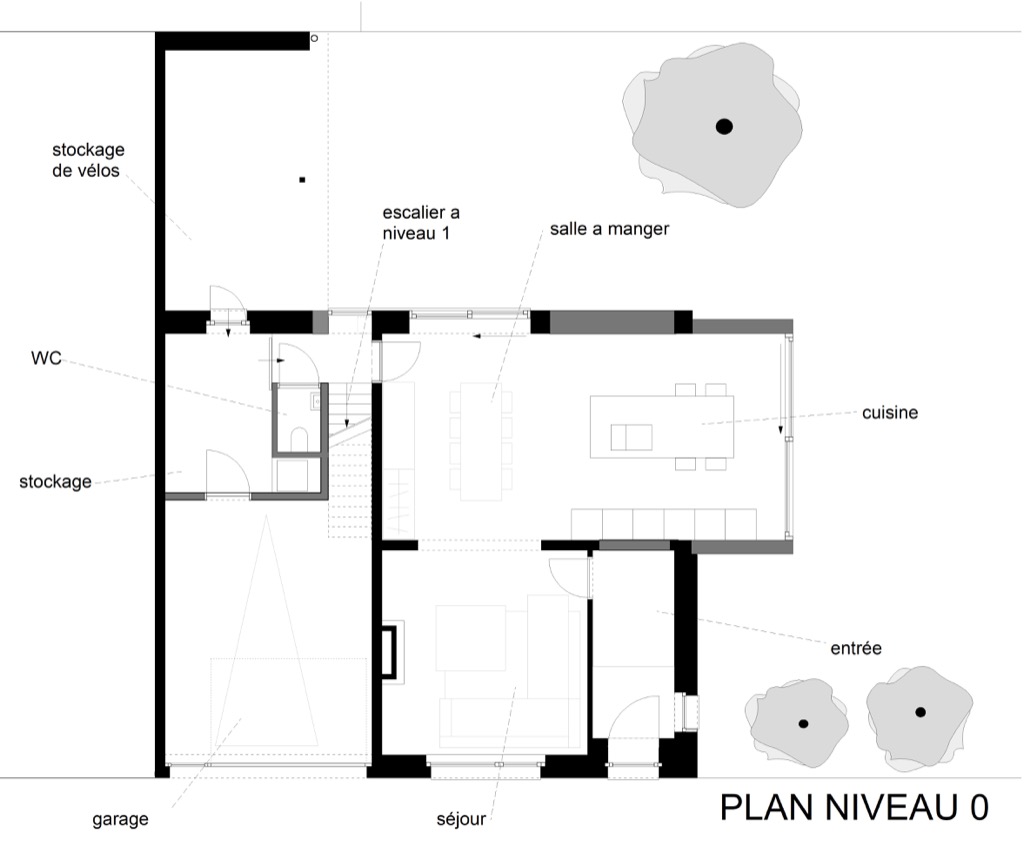 stockage
de vélos
escalier a
niveau 1
salle a manger
WC
cuisine
stockage
entrée
garage
séjour
PLAN NIVEAU 0